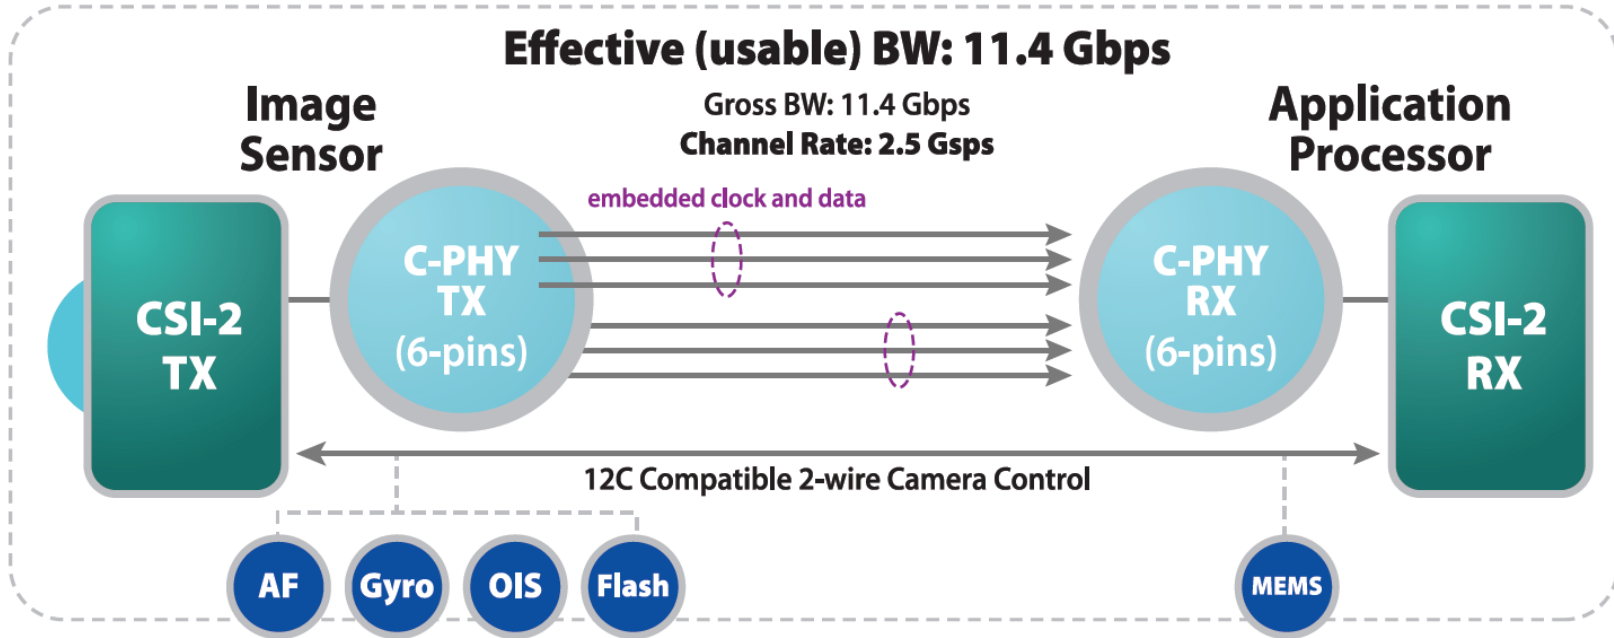 Effective (usable) BW: 11.4 Gbps
Gross BW: 11.4 Gbps
Channel Rate: 2.5 Gsps
Image
Sensor
Application
Processor
embedded clock and data
CSI-2
TX
C-PHY
TX
(6-pins)
C-PHY
RX
(6-pins)
CSI-2
RX
12C Compatible 2-wire Camera Control
AF
Gyro
OIS
Flash
MEMS